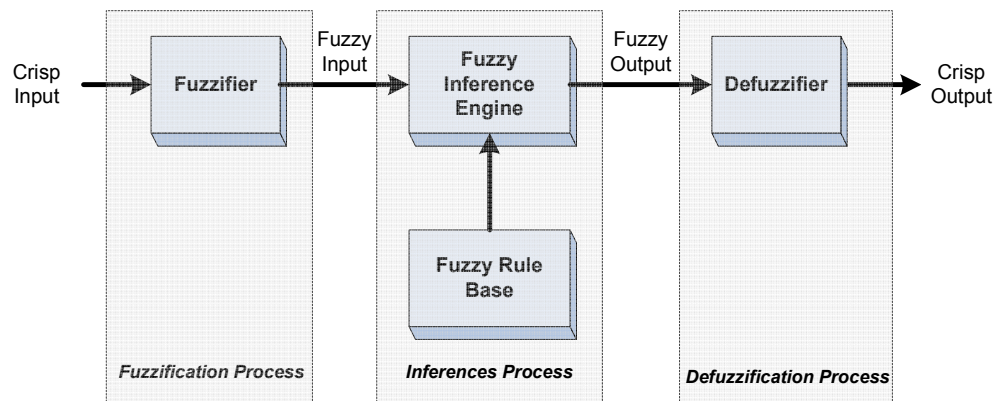 Crisp
Input
Fuzzifier
Fuzzy
Input
Fuzzy
Inference
Engine
Fuzzy
Output
Defuzzifier
Crisp
Output
Fuzzy Rule
Base
Fuzzification Process
Inferences Process
Defuzzification Process